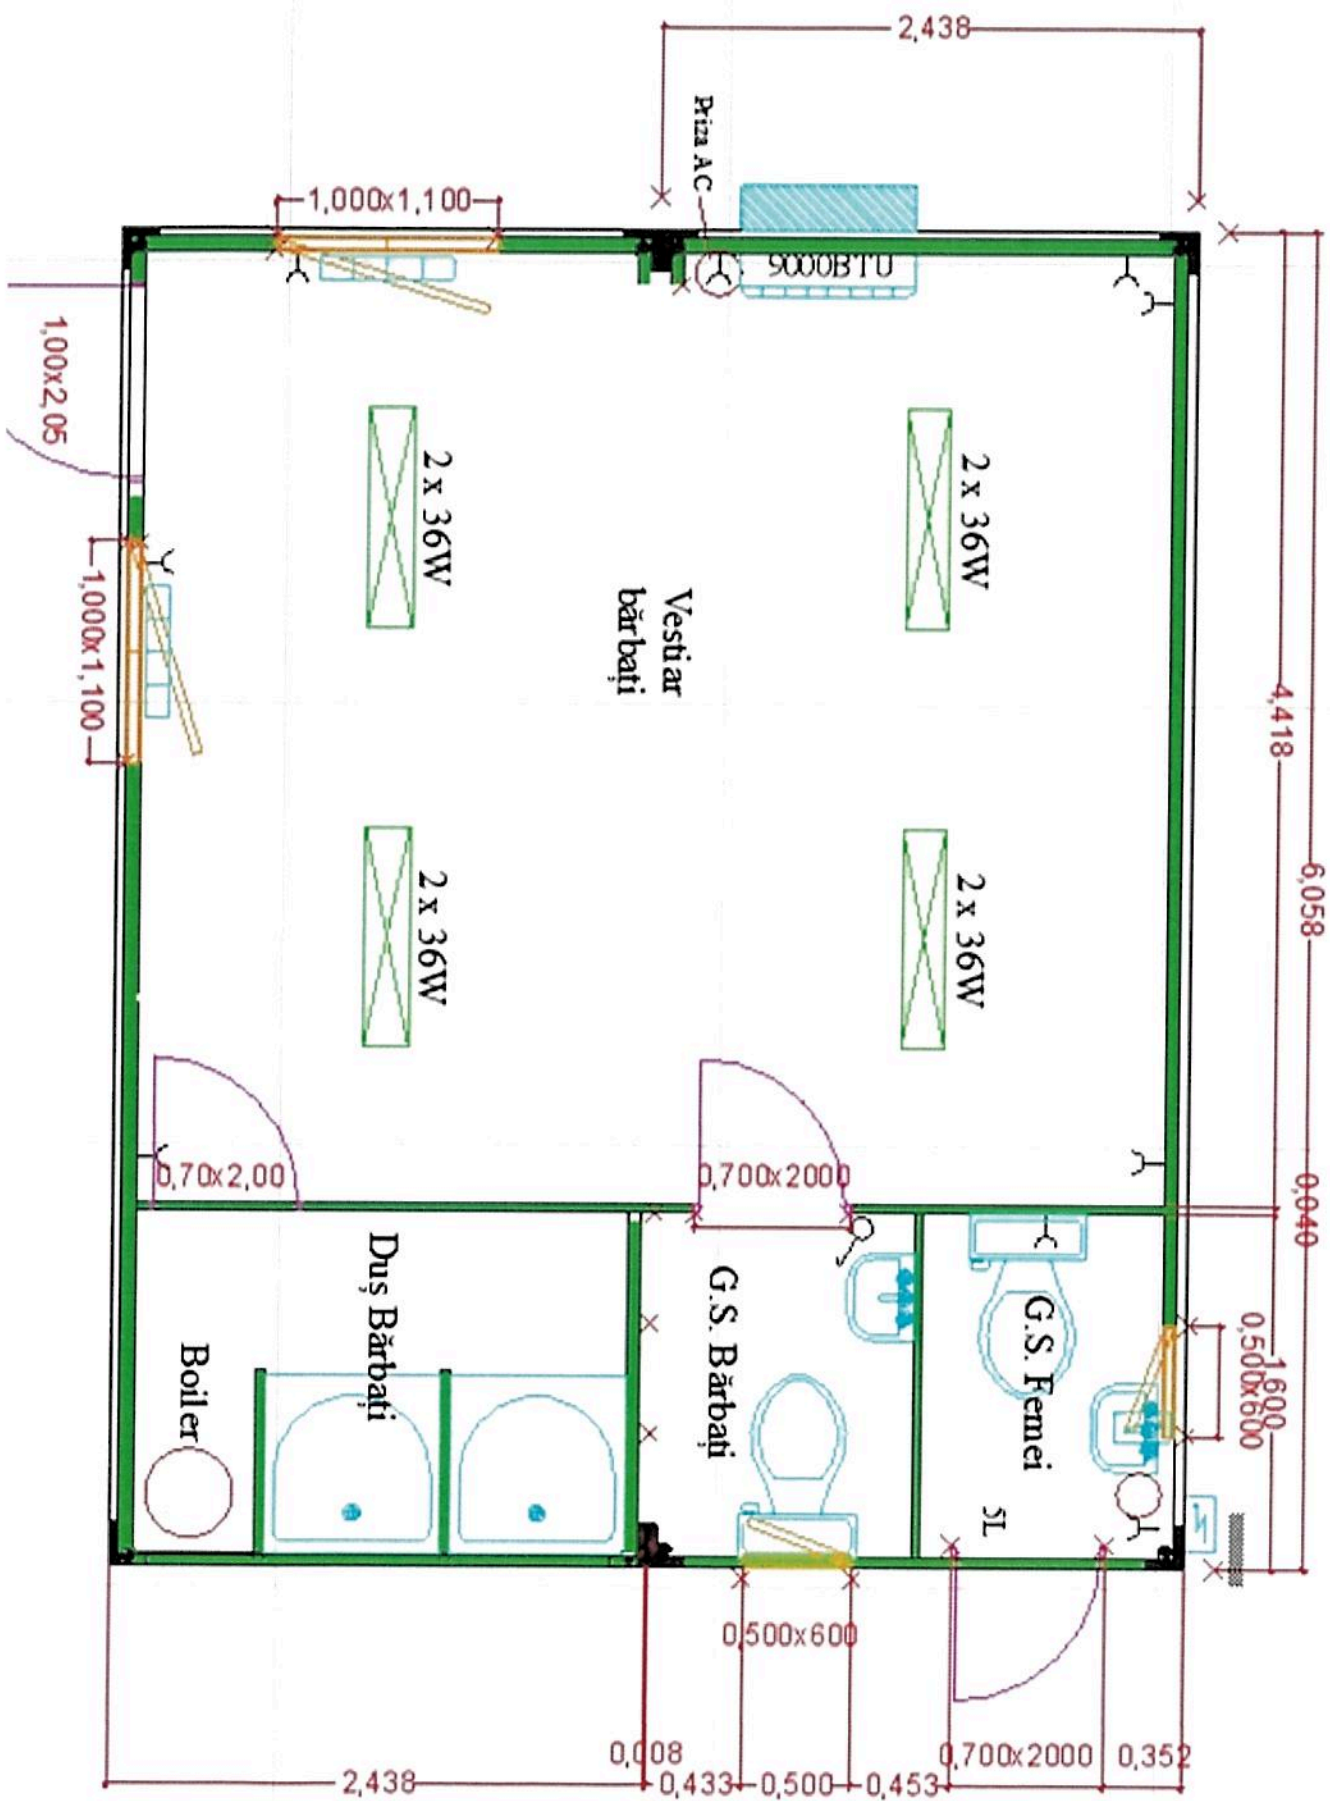 2,438
Priza AC
1,000x1,100
9000BTU
1,00x2,05
2 x 36W
2 x 36W
Vestiar
bărbați
1,000x1,100
4,418
6,058
2 x 36W
2 x 36W
0,70x2,00
0,700x2000
0,040
Duș Bărbați
G.S. Bărbați
G.S. Femei
0,500x600
1,600
Boiler
5L
0,500x600
0,008
0,700x2000
0,352
2,438
0,433
0,500
0,453